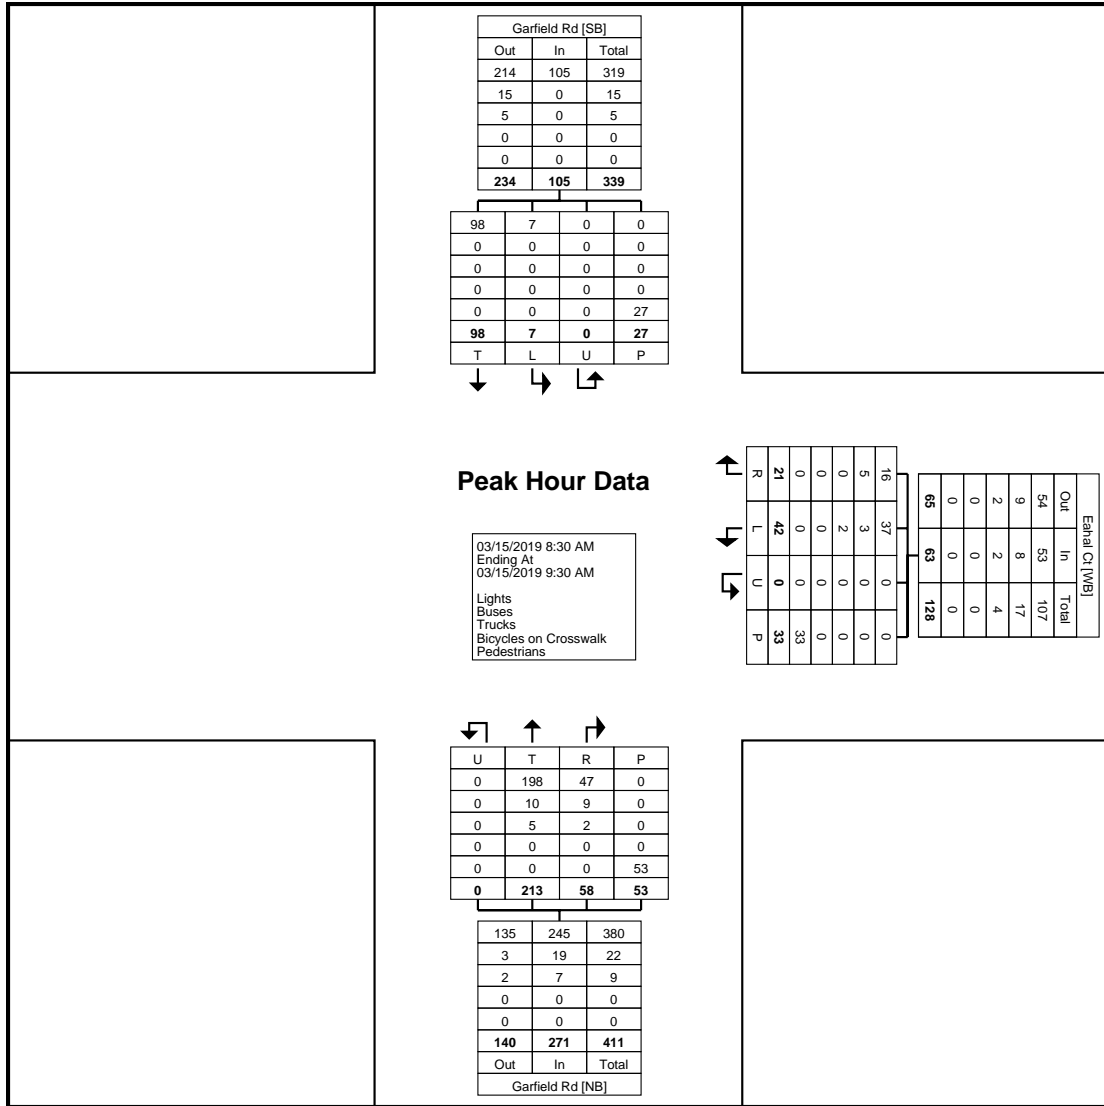 Garfield Rd [SB]
Out In Total
214 105 319
15 0 15
5 0 5
0 0 0
0 0 0
234 105 339
98 7 0 0
0 0 0 0
0 0 0 0
0 0 0 0
0 0 0 27
98 7 0 27
T L U P
Peak Hour Data
03/15/2019 8:30 AM
Ending At
03/15/2019 9:30 AM
Lights
Buses
Trucks
Bicycles on Crosswalk
Pedestrians
Eahal Ct [WB]
Out In Total
54 53 107
9 8 17
2 2 4
0 0 0
0 0 0
65 63 128
16 37 0 0
5 3 0 0
0 2 0 0
0 0 0 0
0 0 0 33
21 42 0 33
R L U P
U T R P
0 198 47 0
0 10 9 0
0 5 2 0
0 0 0 0
0 0 0 53
0 213 58 53
135 245 380
3 19 22
2 7 9
0 0 0
0 0 0
140 271 411
Out In Total
Garfield Rd [NB]